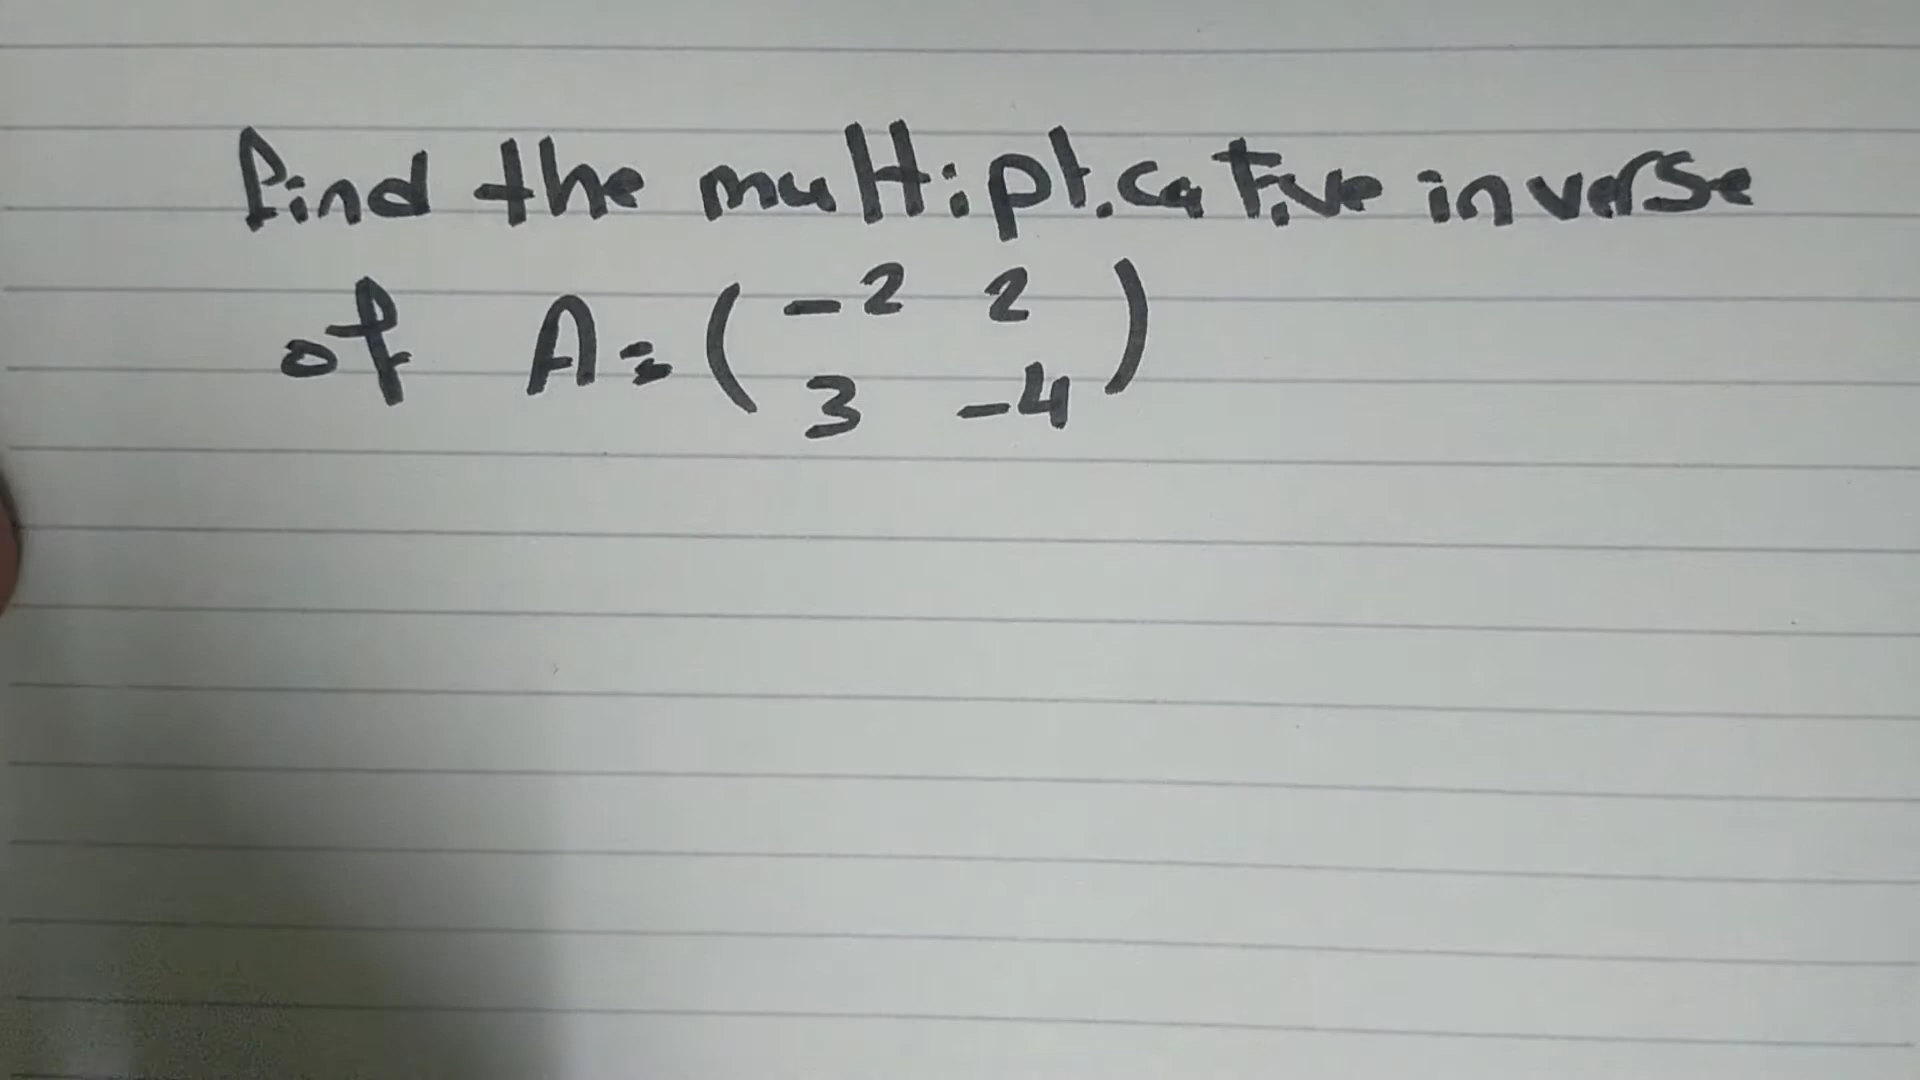 find the multiplicative inverse
of A = ( -2 2 )
3 -4